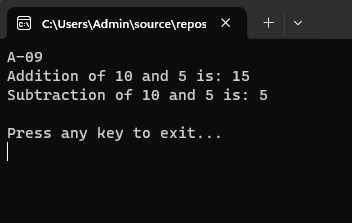 C:\Users\Admin\source\repos
A-09
Addition of 10 and 5 is: 15
Subtraction of 10 and 5 is: 5
Press any key to exit...